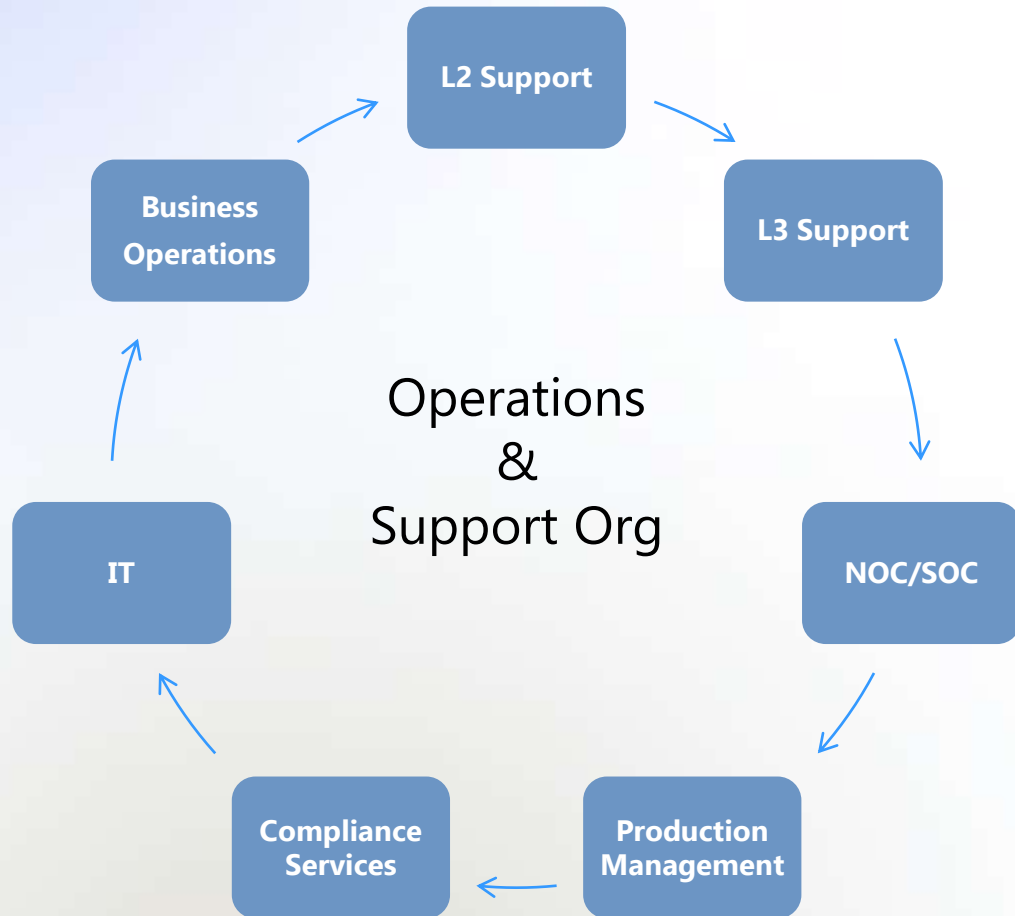 L2 Support
L3 Support
NOC/SOC
Production
Management
Compliance
Services
IT
Business
Operations
Operations
&
Support Org